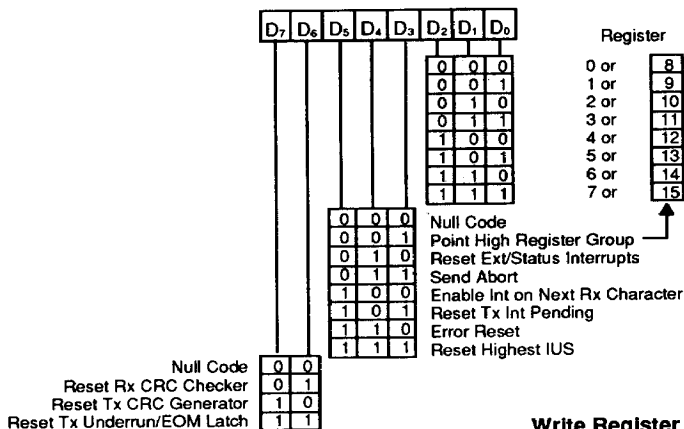 D₇ D₆ D₅ D₄ D₃ D₂ D₁ D₀
Register
0 0 0 0 or 8
0 0 1 1 or 9
0 1 0 2 or 10
0 1 1 3 or 11
1 0 0 4 or 12
1 0 1 5 or 13
1 1 0 6 or 14
1 1 1 7 or 15
0 0 0 Null Code
0 0 1 Point High Register Group
0 1 0 Reset Ext/Status Interrupts
0 1 1 Send Abort
1 0 0 Enable Int on Next Rx Character
1 0 1 Reset Tx Int Pending
1 1 0 Error Reset
1 1 1 Reset Highest IUS
Null Code 0 0
Reset Rx CRC Checker 0 1
Reset Tx CRC Generator 1 0
Reset Tx Underrun/EOM Latch 1 1
Write Register